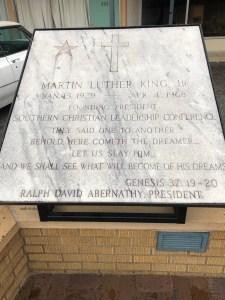 MARTIN LUTHER KING, JR.
JAN. 15, 1929 APR. 4, 1968
FOUNDING PRESIDENT
SOUTHERN CHRISTIAN LEADERSHIP CONFERENCE
THEY SAID ONE TO ANOTHER
BEHOLD, HERE COMETH THE DREAMER...
LET US SLAY HIM...
AND WE SHALL SEE WHAT WILL BECOME OF HIS DREAMS.
GENESIS 37:19-20
RALPH DAVID ABERNATHY, PRESIDENT